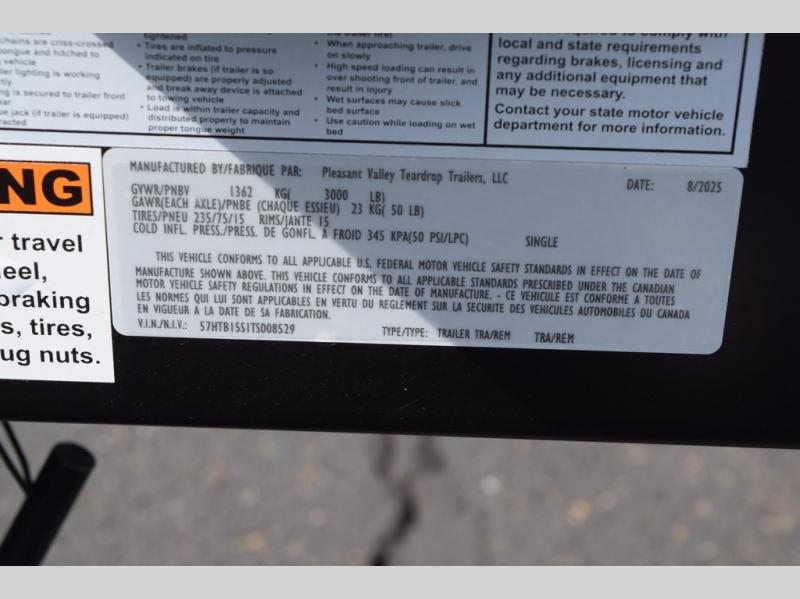 chains are criss-crossed
tongue and hitched to
vehicle
ler lighting is working
tly
ng is secured to trailer front
ear
ue jack (if trailer is equipped)
racted
tightened
• Tires are inflated to pressure
indicated on tire
• Trailer brakes (if trailer is so
equipped) are properly adjusted
and break away device is attached
to towing vehicle
• Load is within trailer capacity and
distributed properly to maintain
proper tongue weight
the trailer first
• When approaching trailer, drive
on slowly
• High speed loading can result in
over shooting front of trailer, and
result in injury
• Wet surfaces may cause slick
bed surface
• Use caution while loading on wet
bed
required to comply with
local and state requirements
regarding brakes, licensing and
any additional equipment that
may be necessary.
Contact your state motor vehicle
department for more information.
NG
r travel
heel,
braking
s, tires,
ug nuts.
MANUFACTURED BY/FABRIQUE PAR: Pleasant Valley Teardrop Trailers, LLC DATE: 8/2025
GVWR/PNBV 1362 KG( 3000 LB)
GAWR(EACH AXLE)/PNBE (CHAQUE ESSIEU) 23 KG( 50 LB)
TIRES/PNEU 235/75/15 RIMS/JANTE 15
COLD INFL. PRESS./PRESS. DE GONFL. A FROID 345 KPA(50 PSI/LPC) SINGLE
THIS VEHICLE CONFORMS TO ALL APPLICABLE U.S. FEDERAL MOTOR VEHICLE SAFETY STANDARDS IN EFFECT ON THE DATE OF
MANUFACTURE SHOWN ABOVE. THIS VEHICLE CONFORMS TO ALL APPLICABLE STANDARDS PRESCRIBED UNDER THE CANADIAN
MOTOR VEHICLE SAFETY REGULATIONS IN EFFECT ON THE DATE OF MANUFACTURE. - CE VEHICULE EST CONFORME A TOUTES
LES NORMES QUI LUI SONT APPLICABLES EN VERTU DU REGLEMENT SUR LA SECURITE DES VEHICULES AUTOMOBILES DU CANADA
EN VIGUEUR A LA DATE DE SA FABRICATION.
V.I.N./N.I.V.: 57HTB1551TS008529 TYPE/TYPE: TRAILER TRA/REM TRA/REM